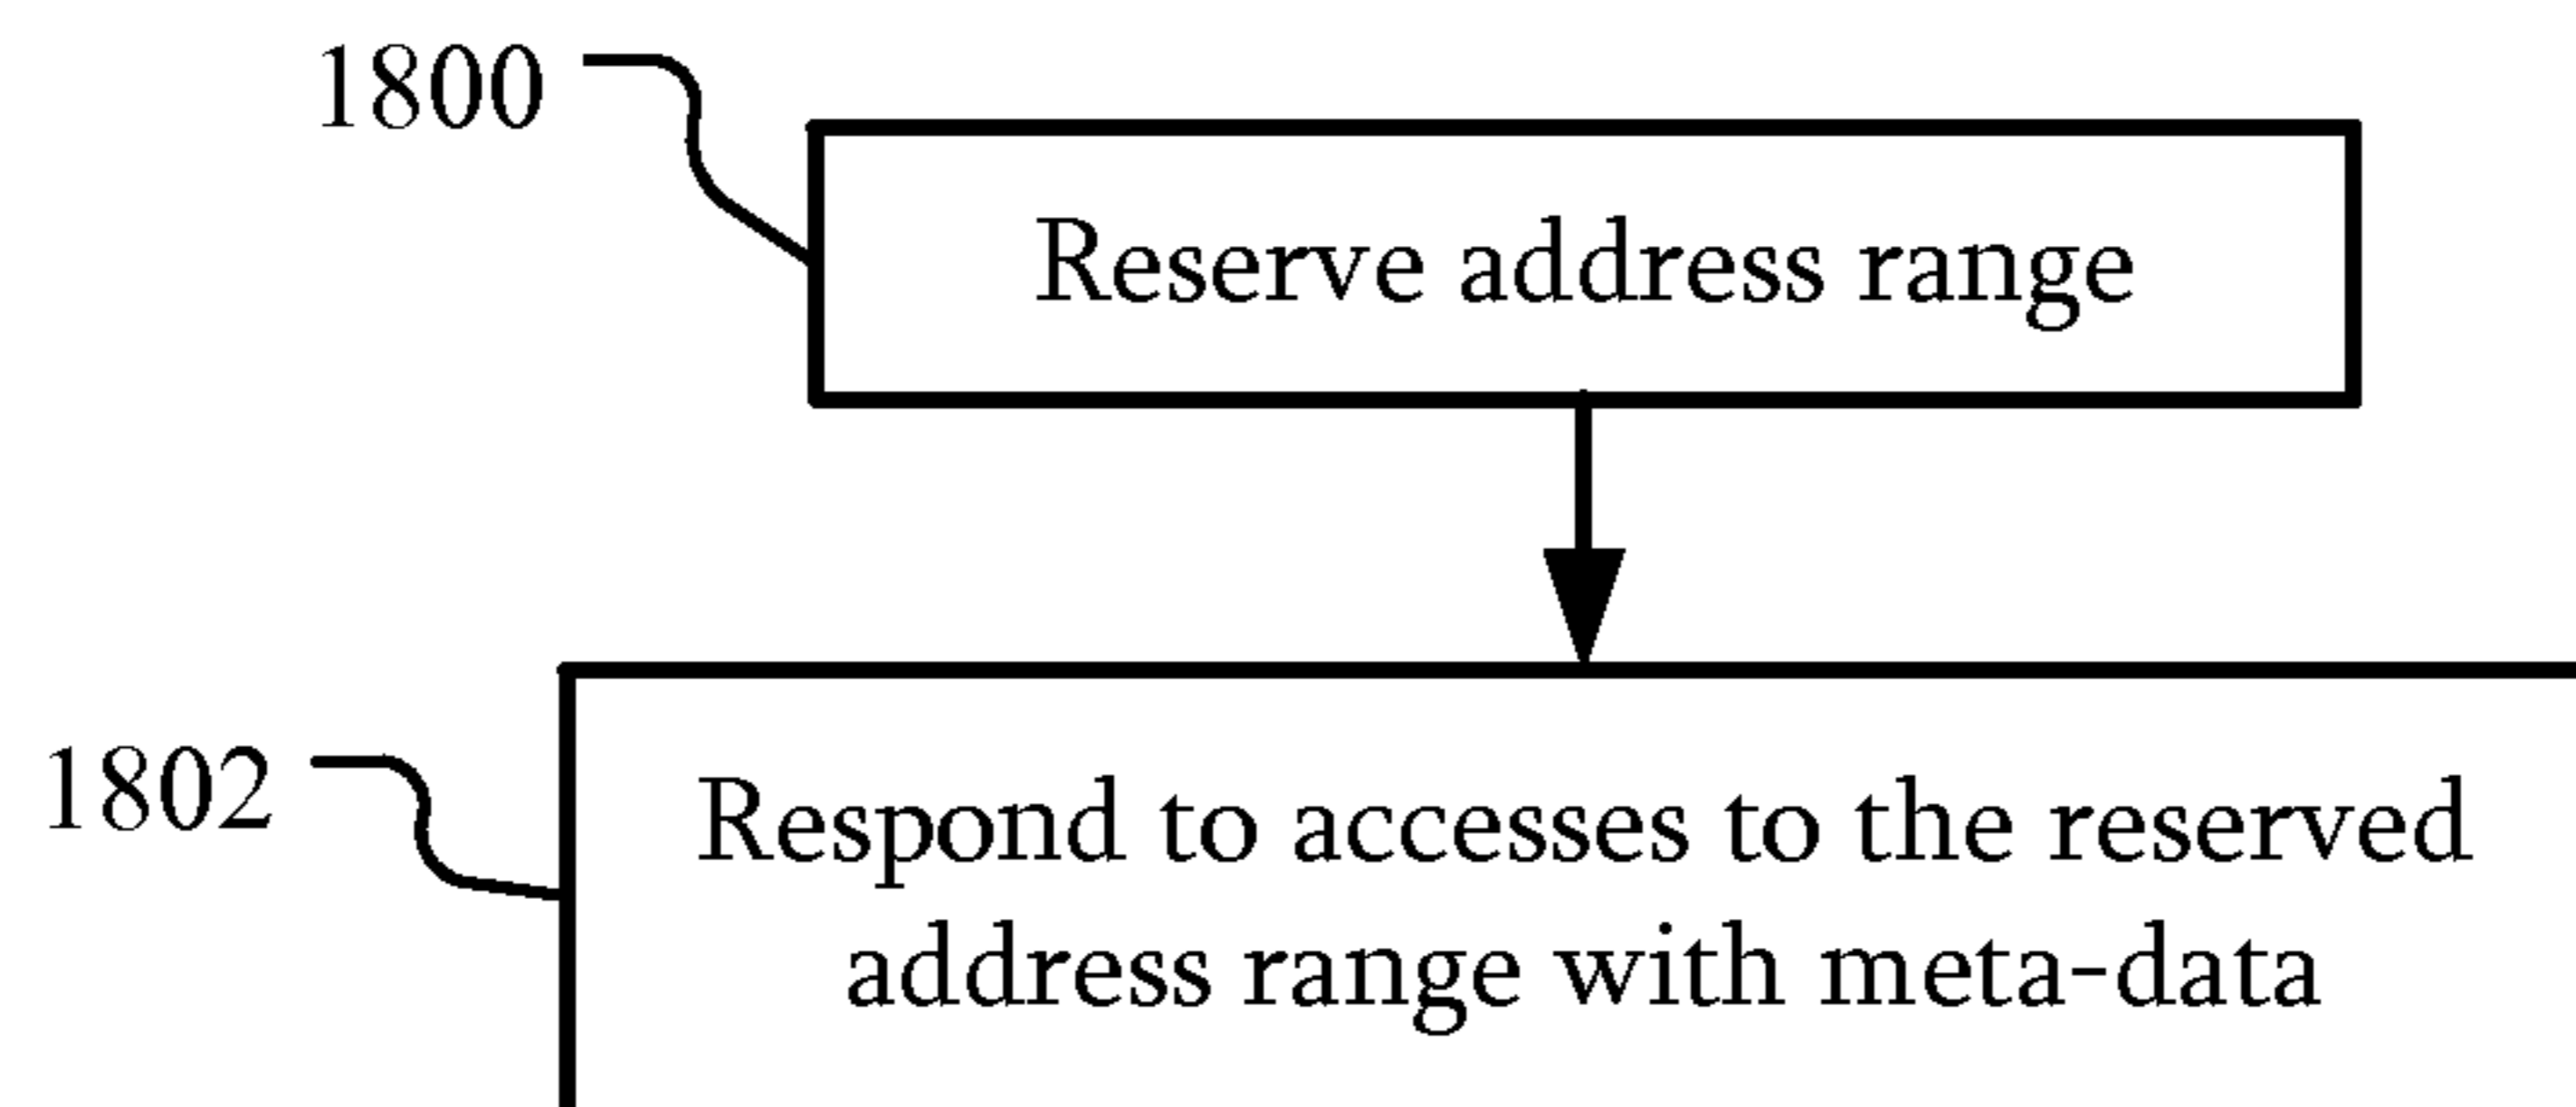 1800
Reserve address range
1802
Respond to accesses to the reserved
address range with meta-data